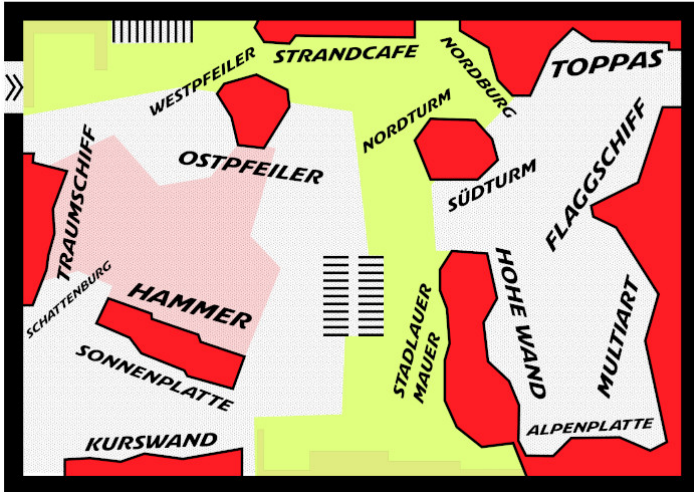 STRANDCAFE
NORDBURG
TOPPAS
WESTPFEILER
NORDTURM
OSTPFEILER
SÜDTURM
FLAGGSCHIFF
TRAUMSCHIFF
SCHATTENBURG
HAMMER
HOHE WAND
STADLAUER
MAUER
MULTIART
SONNENPLATTE
KURSWAND
ALPENPLATTE